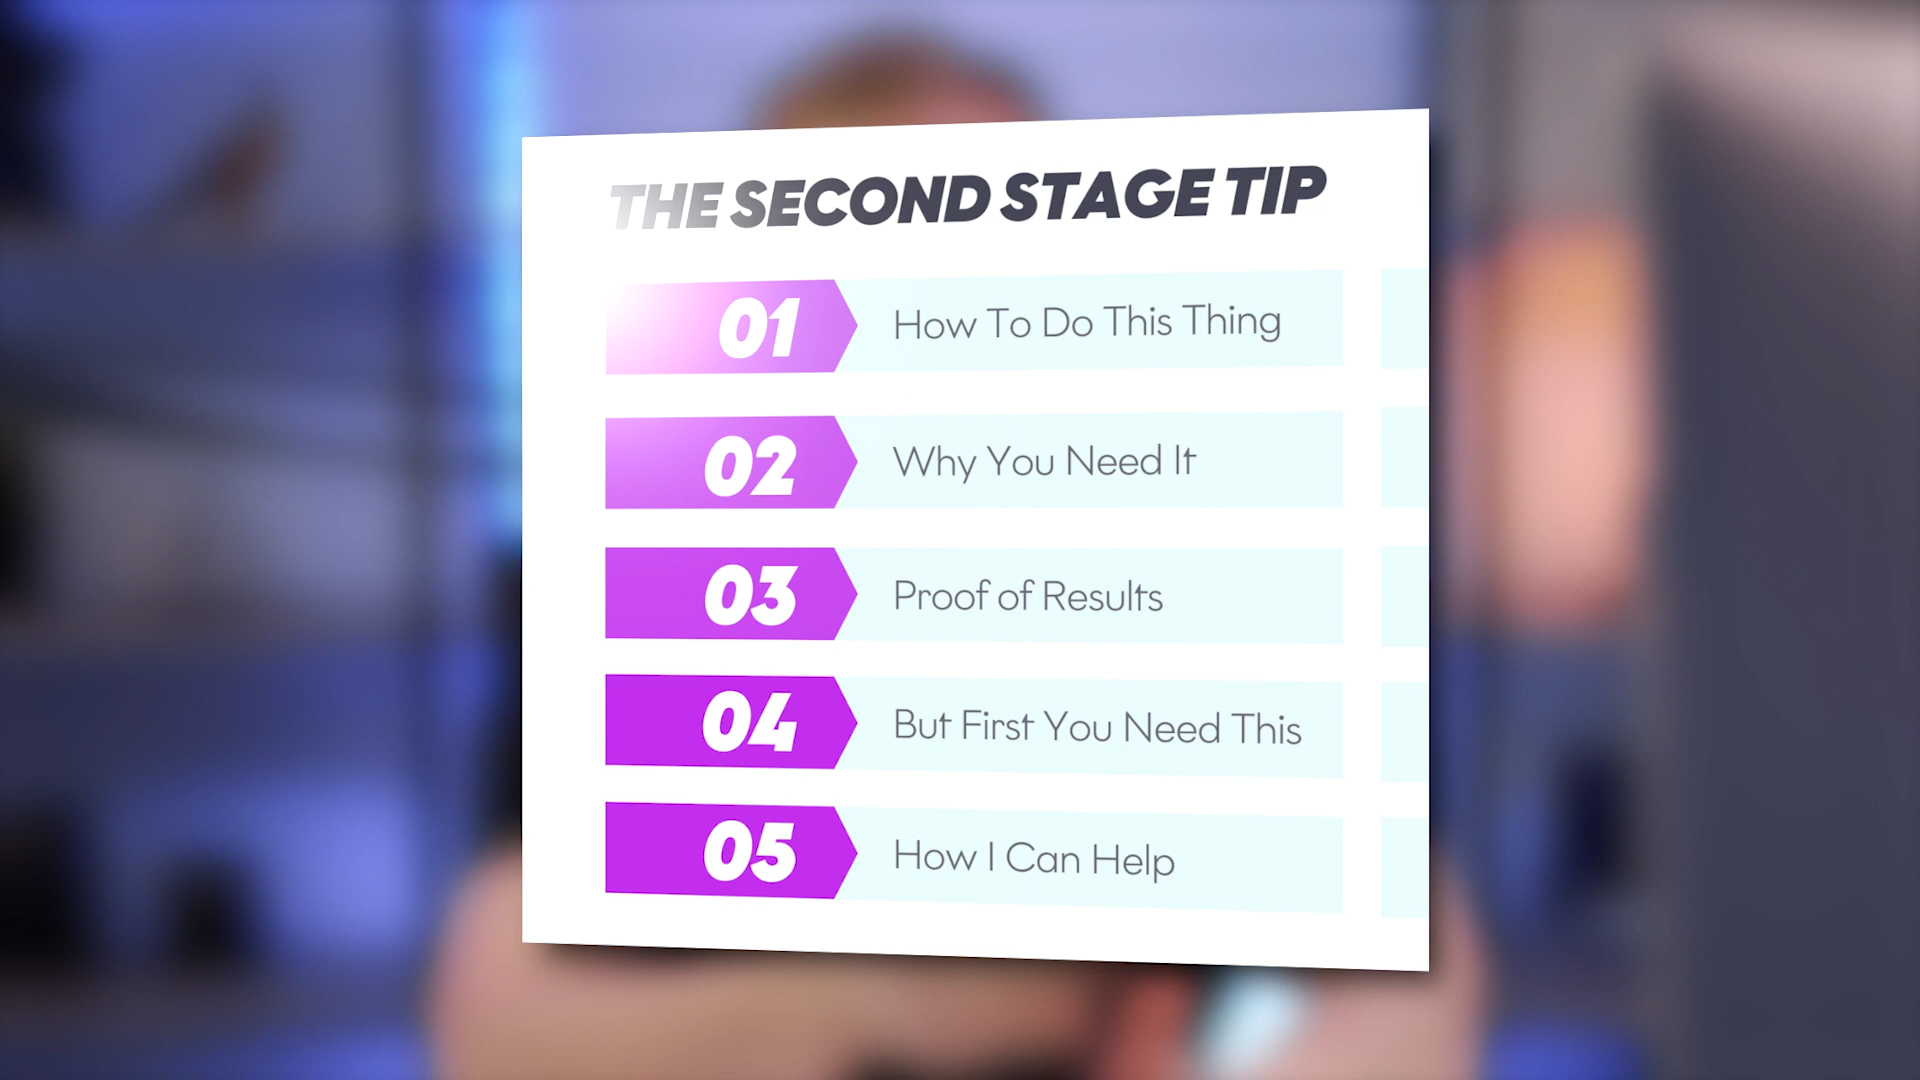 THE SECOND STAGE TIP
01 How To Do This Thing
02 Why You Need It
03 Proof of Results
04 But First You Need This
05 How I Can Help